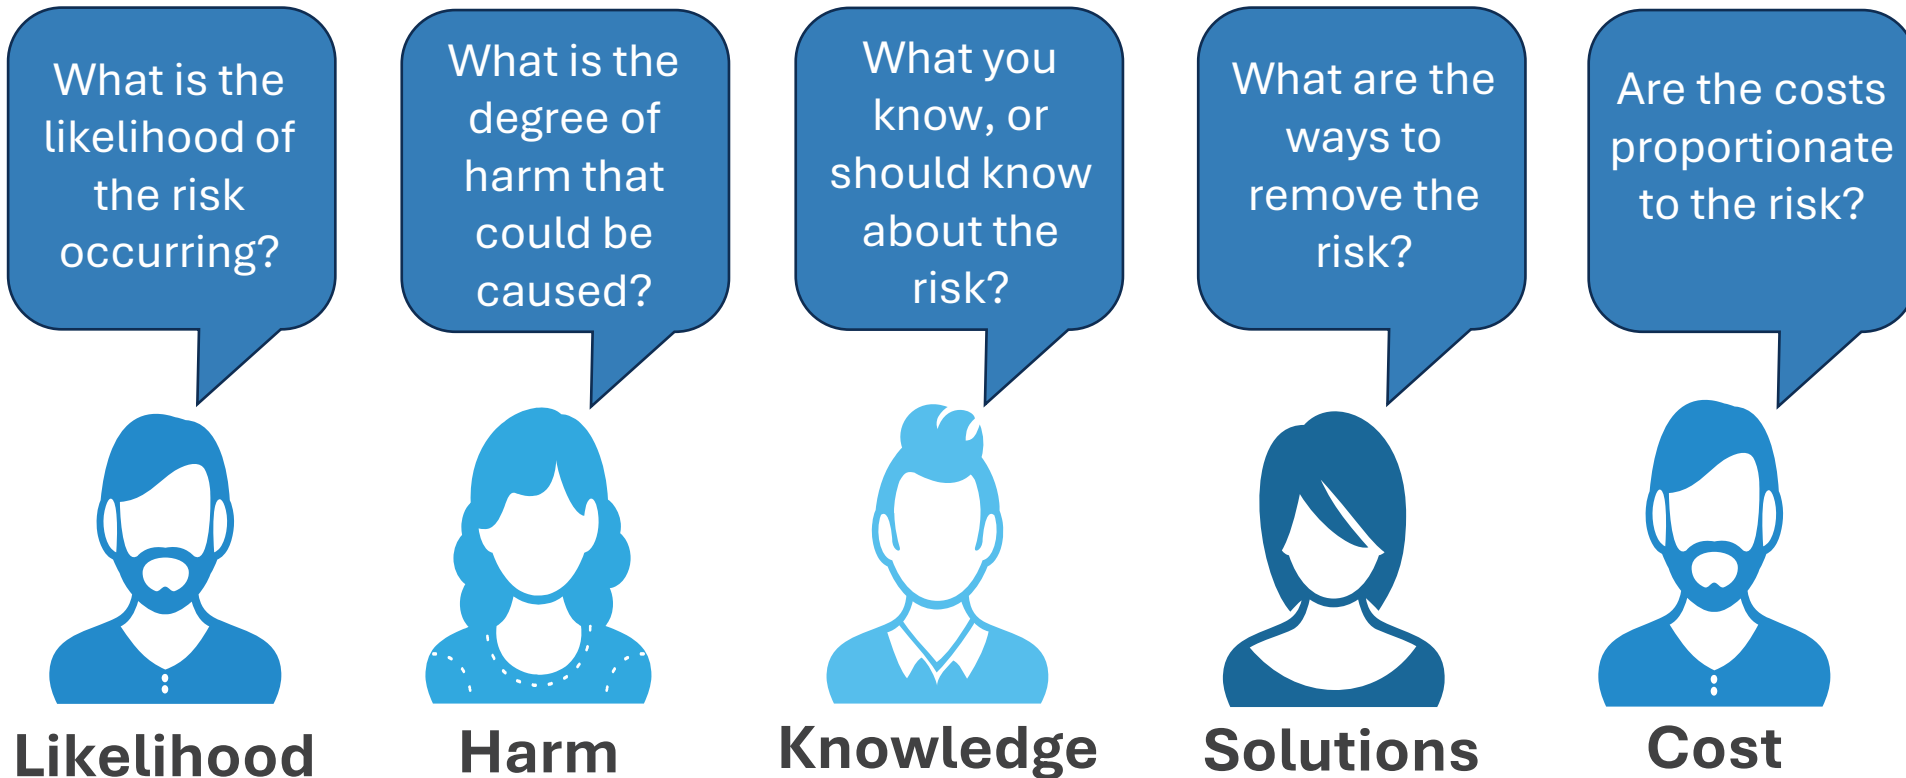 What is the
likelihood of
the risk
occurring?
What is the
degree of
harm that
could be
caused?
What you
know, or
should know
about the
risk?
What are the
ways to
remove the
risk?
Are the costs
proportionate
to the risk?
Likelihood
Harm
Knowledge
Solutions
Cost